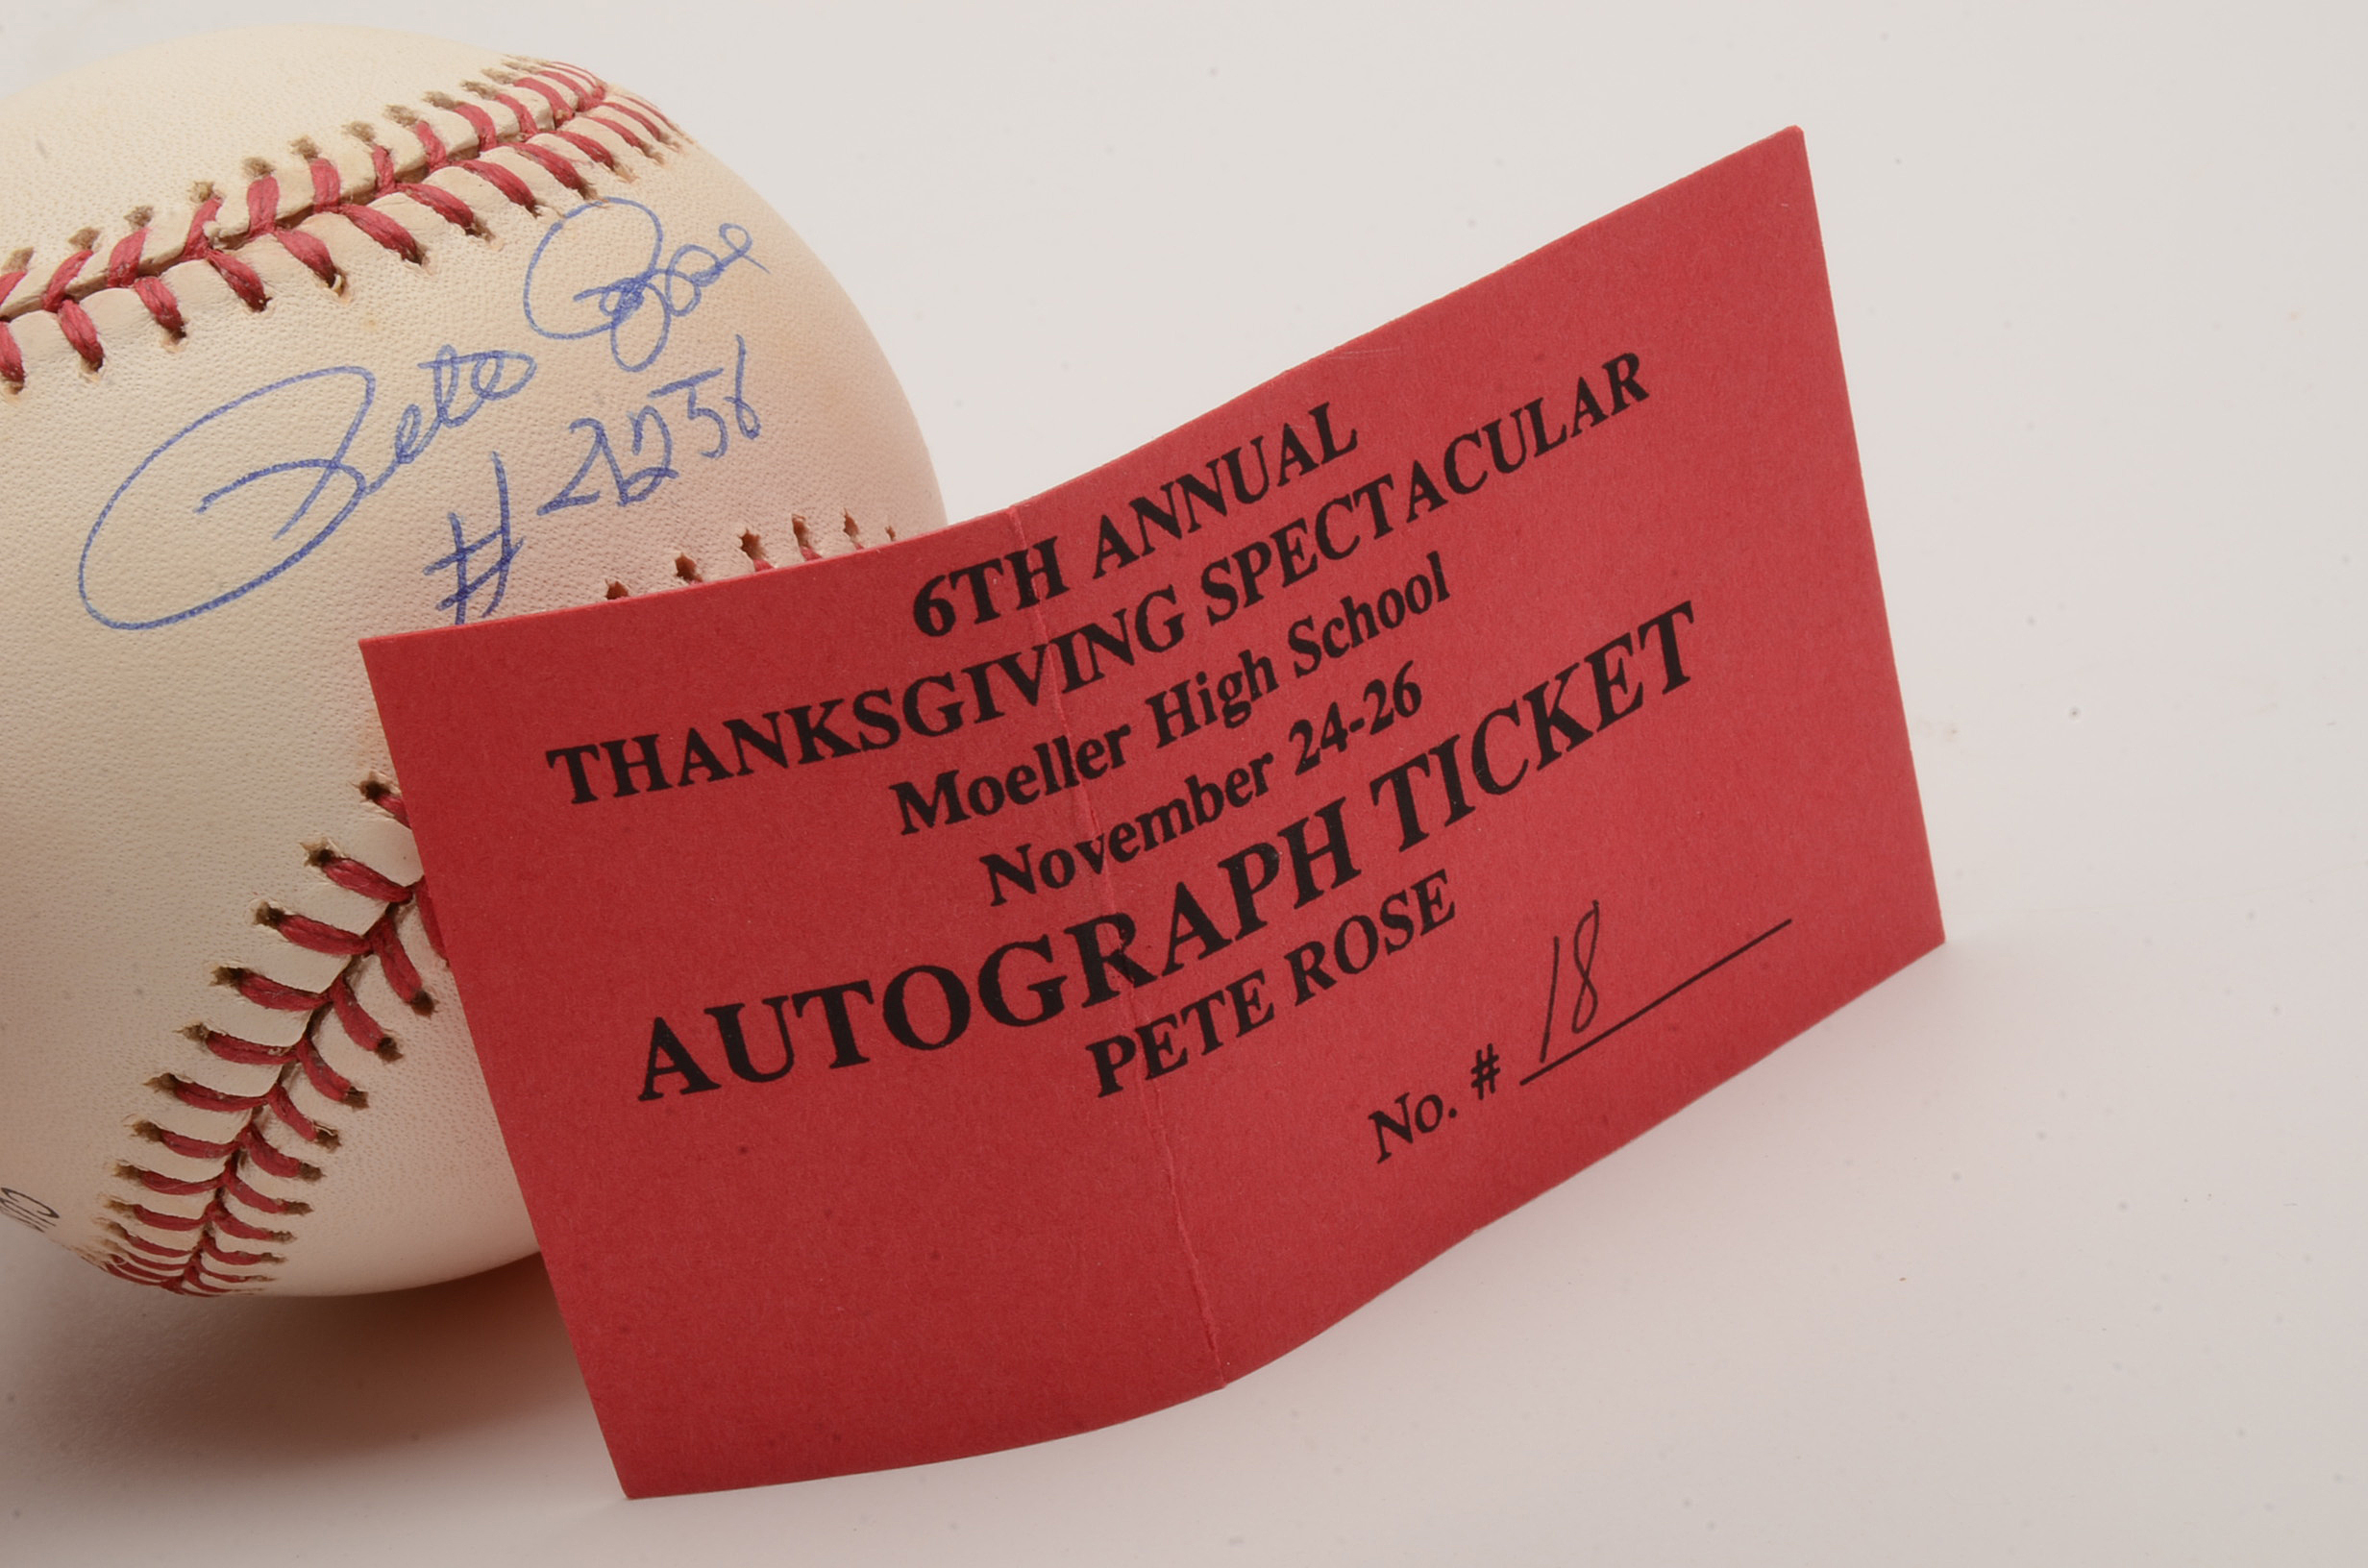 Pete Rose
#4256
6TH ANNUAL
THANKSGIVING SPECTACULAR
Moeller High School
November 24-26
AUTOGRAPH TICKET
PETE ROSE
No. # 18